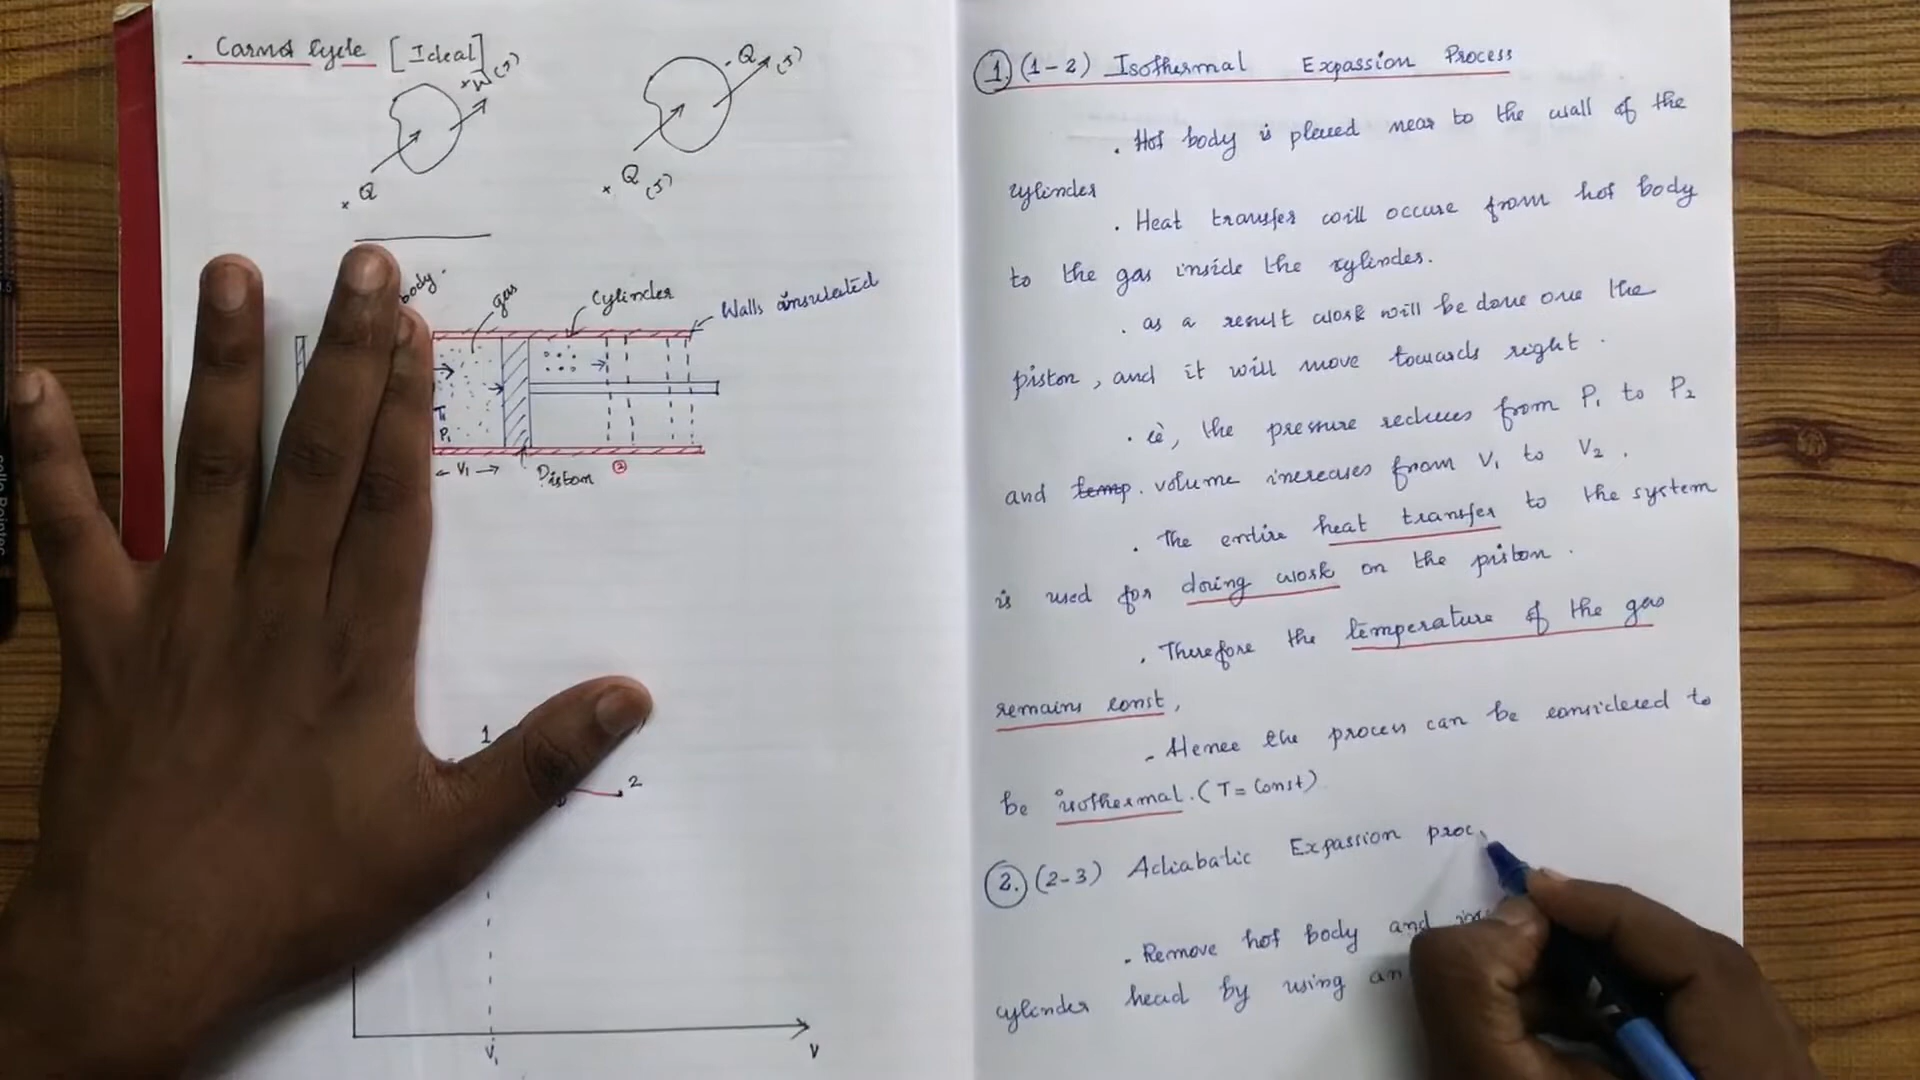 . Carnot Cycle [Ideal]
W (J)
Q
Q (J)
Q (J)
body.
gas
Cylinder
Walls insulated
T1
P1
V1
Piston
2
1
2
V1
V
1. (1-2) Isothermal Expassion Process
. Hot body is placed near to the wall of the
cylinder
. Heat transfer will occure from hot body
to the gas inside the cylinder.
. as a result work will be done one the
piston, and it will move towards right.
. ie, the pressure reduces from P1 to P2
and temp. volume increases from V1 to V2.
. The entire heat transfer to the system
is used for doing work on the piston.
. Therefore the temperature of the gas
remains const,
- Hence the process can be considered to
be isothermal. (T = Const)
2. (2-3) Adiabatic Expassion proc
. Remove hot body and
cylinder head by using an